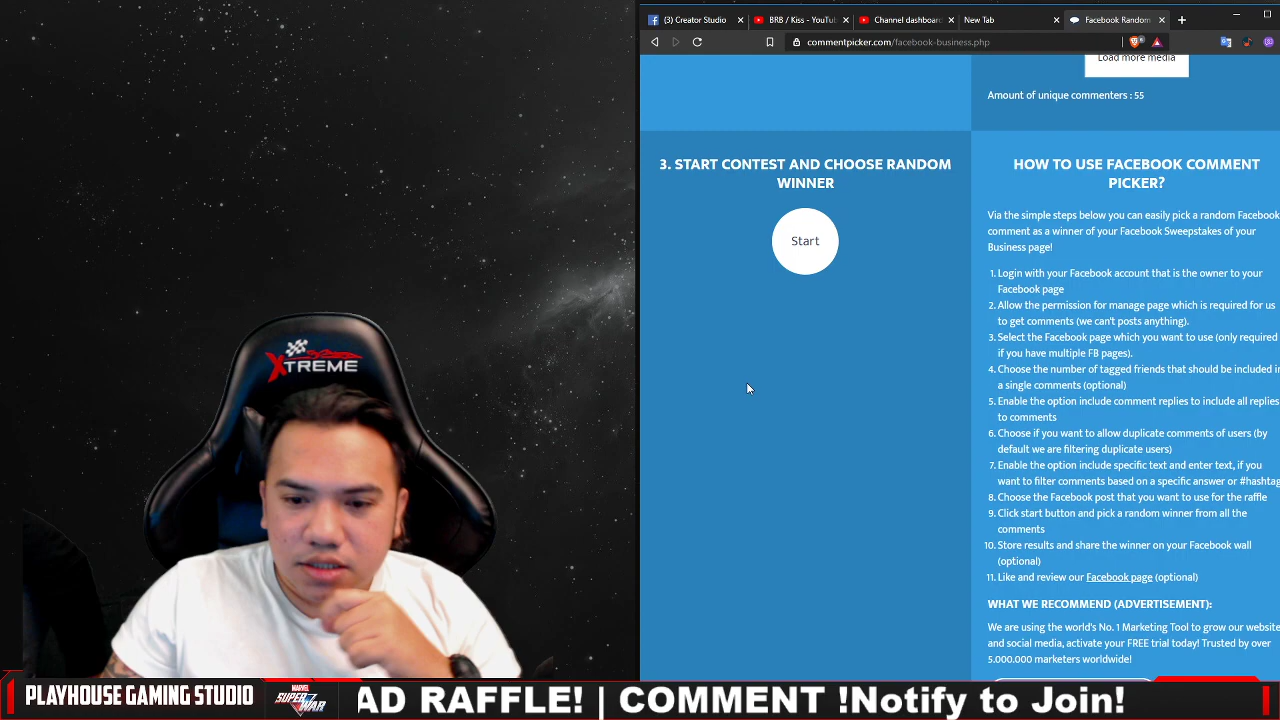 (3) Creator Studio
BRB / Kiss - YouTu
Channel dashboar
New Tab
Facebook Random
commentpicker.com/facebook-business.php
Load more media
Amount of unique commenters : 55
3. START CONTEST AND CHOOSE RANDOM
WINNER
Start
HOW TO USE FACEBOOK COMMENT
PICKER?
Via the simple steps below you can easily pick a random Facebook
comment as a winner of your Facebook Sweepstakes of your
Business page!
1. Login with your Facebook account that is the owner to your
Facebook page
2. Allow the permission for manage page which is required for us
to get comments (we can't posts anything).
3. Select the Facebook page which you want to use (only required
if you have multiple FB pages).
4. Choose the number of tagged friends that should be included in
a single comments (optional)
5. Enable the option include comment replies to include all replies
to comments
6. Choose if you want to allow duplicate comments of users (by
default we are filtering duplicate users)
7. Enable the option include specific text and enter text, if you
want to filter comments based on a specific answer or #hashtag
8. Choose the Facebook post that you want to use for the raffle
9. Click start button and pick a random winner from all the
comments
10. Store results and share the winner on your Facebook wall
(optional)
11. Like and review our Facebook page (optional)
WHAT WE RECOMMEND (ADVERTISEMENT):
We are using the world's No. 1 Marketing Tool to grow our website
and social media, activate your FREE trial today! Trusted by over
5.000.000 marketers worldwide!
XTREME
PLAYHOUSE GAMING STUDIO
MARVEL
SUPER WAR
AD RAFFLE! | COMMENT !Notify to Join!